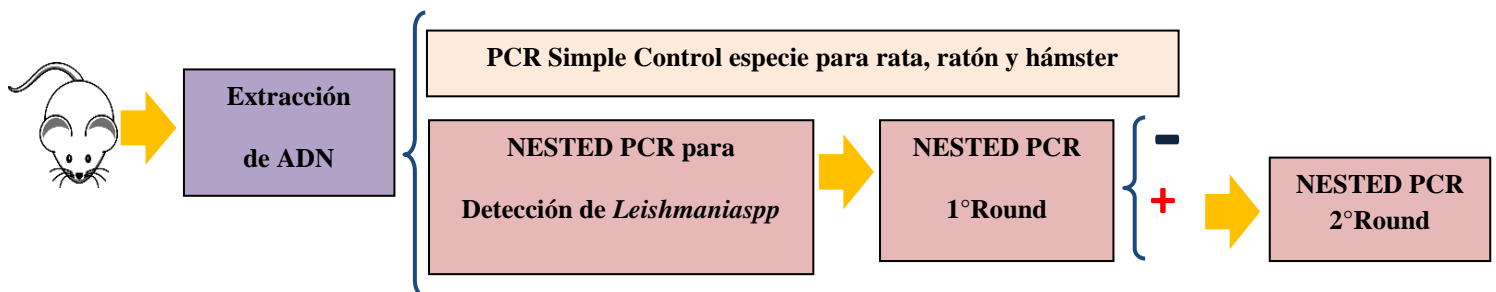 Extracción
de ADN
PCR Simple Control especie para rata, ratón y hámster
NESTED PCR para
Detección de Leishmaniaspp
NESTED PCR
1°Round
-
+
NESTED PCR
2°Round